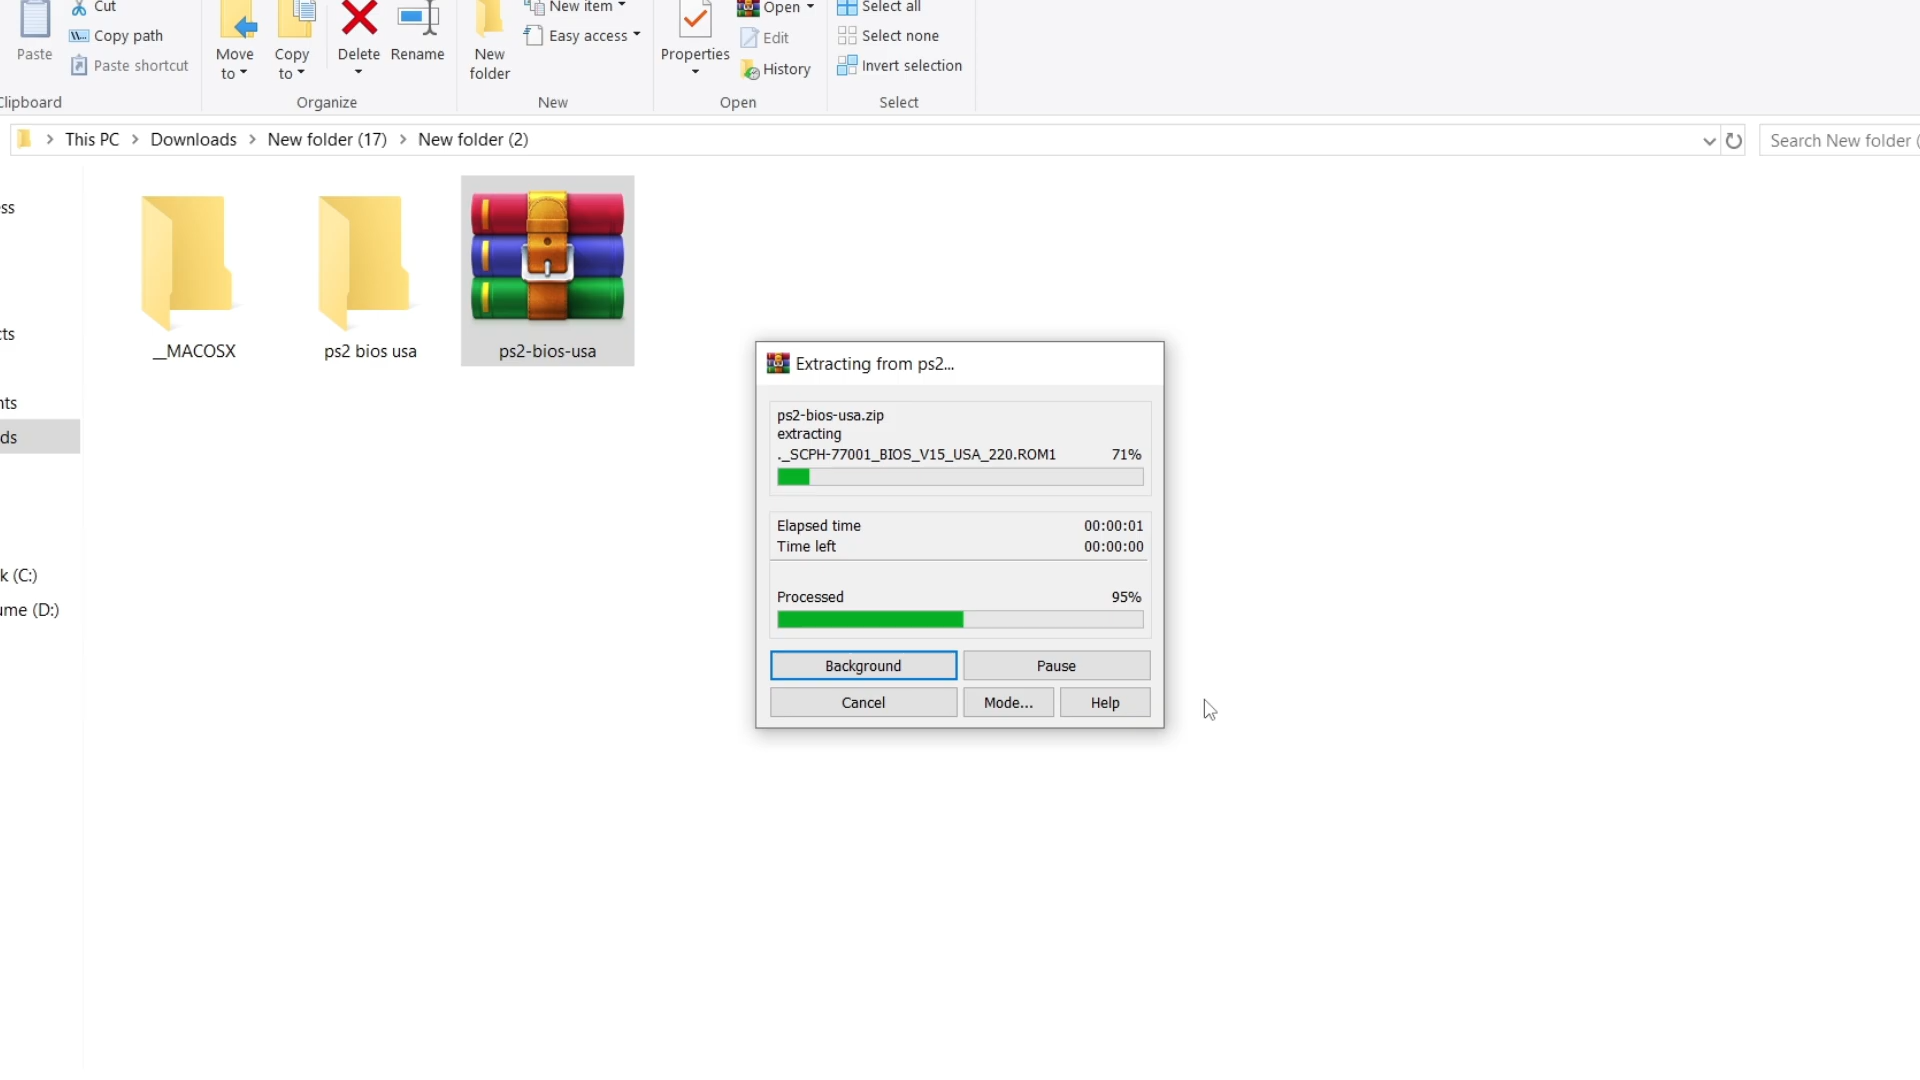 Cut
Copy path
Paste shortcut
Paste
Clipboard
Move to
Copy to
Delete
Rename
Organize
New folder
New item
Easy access
New
Properties
Open
Edit
History
Open
Select all
Select none
Invert selection
Select
This PC > Downloads > New folder (17) > New folder (2)
Search New folder (
ss
cts
nts
ds
k (C:)
ume (D:)
__MACOSX
ps2 bios usa
ps2-bios-usa
Extracting from ps2...
ps2-bios-usa.zip
extracting
._SCPH-77001_BIOS_V15_USA_220.ROM1 71%
Elapsed time 00:00:01
Time left 00:00:00
Processed 95%
Background
Pause
Cancel
Mode...
Help